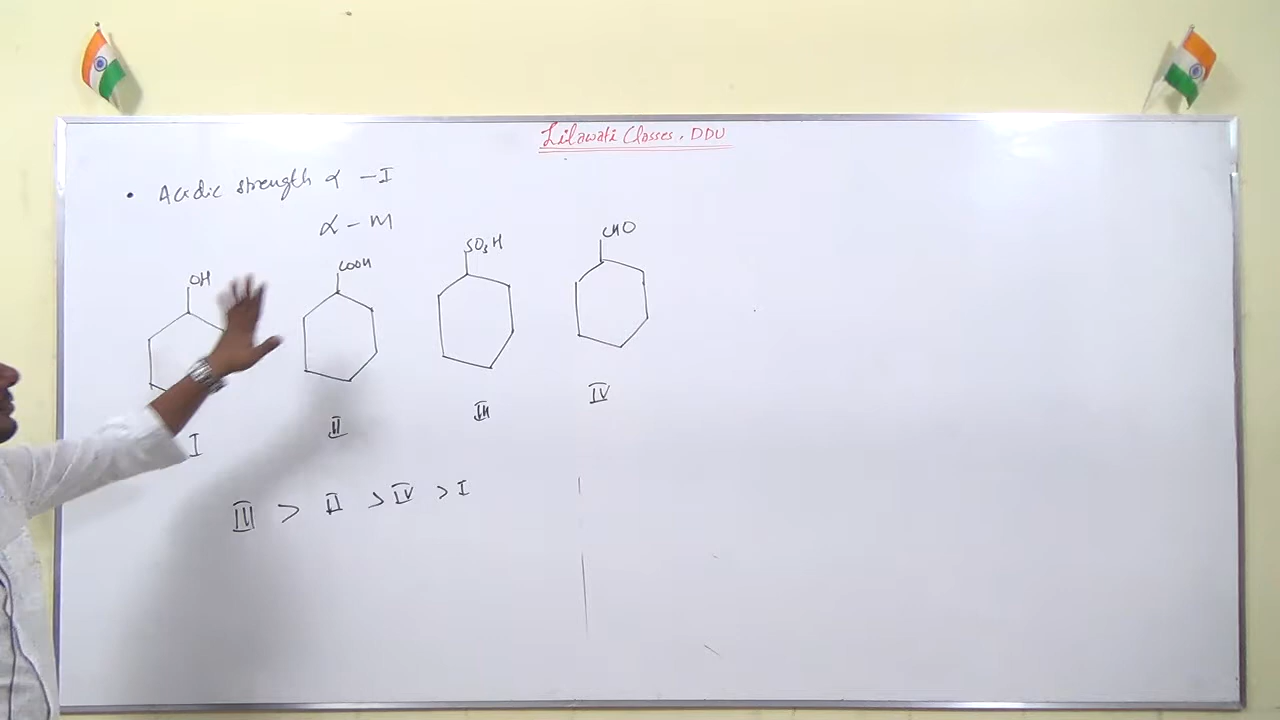 Lilawati Classes, DDU
• Acidic strength α -I
α -M
OH COOH SO₃H CHO
I II III IV
III > II > IV > I